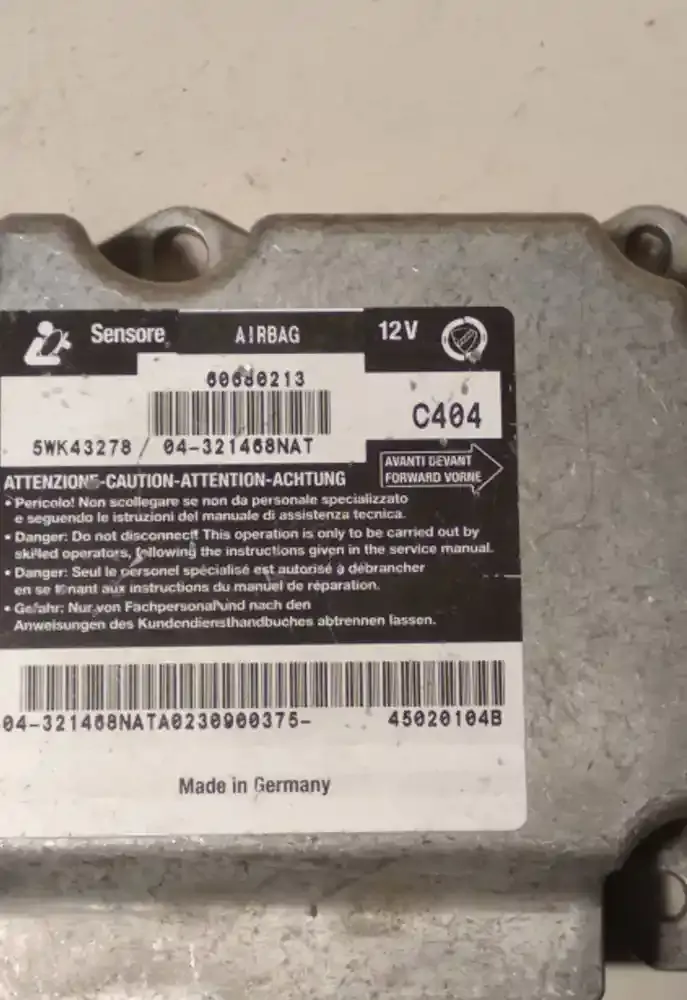 Sensore AIRBAG 12V
60680213
C404
5WK43278 / 04-321468NAT
AVANTI DEVANT
FORWARD VORNE
ATTENZIONE-CAUTION-ATTENTION-ACHTUNG
• Pericolo! Non scollegare se non da personale specializzato
e seguendo le istruzioni del manuale di assistenza tecnica.
• Danger: Do not disconnect! This operation is only to be carried out by
skilled operators, following the instructions given in the service manual.
• Danger: Seul le personel spécialisé est autorisé à débrancher
en se tenant aux instructions du manuel de réparation.
• Gefahr: Nur von Fachpersonal und nach den
Anweisungen des Kundendiensthandbuches abtrennen lassen.
04-321468NATA0230900375- 45020104B
Made in Germany